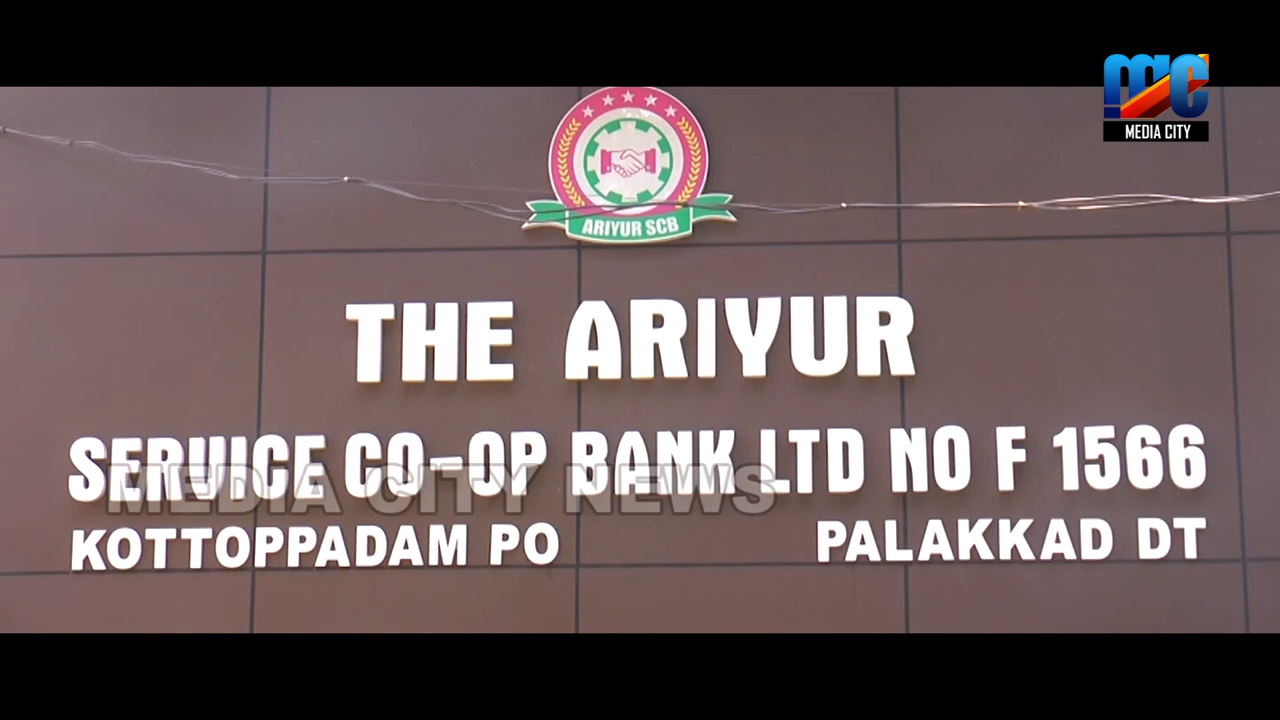 MC
MEDIA CITY
ARIYUR SCB
THE ARIYUR
SERVICE CO-OP BANK LTD NO F 1566
MEDIA CITY NEWS
KOTTOPPADAM PO PALAKKAD DT